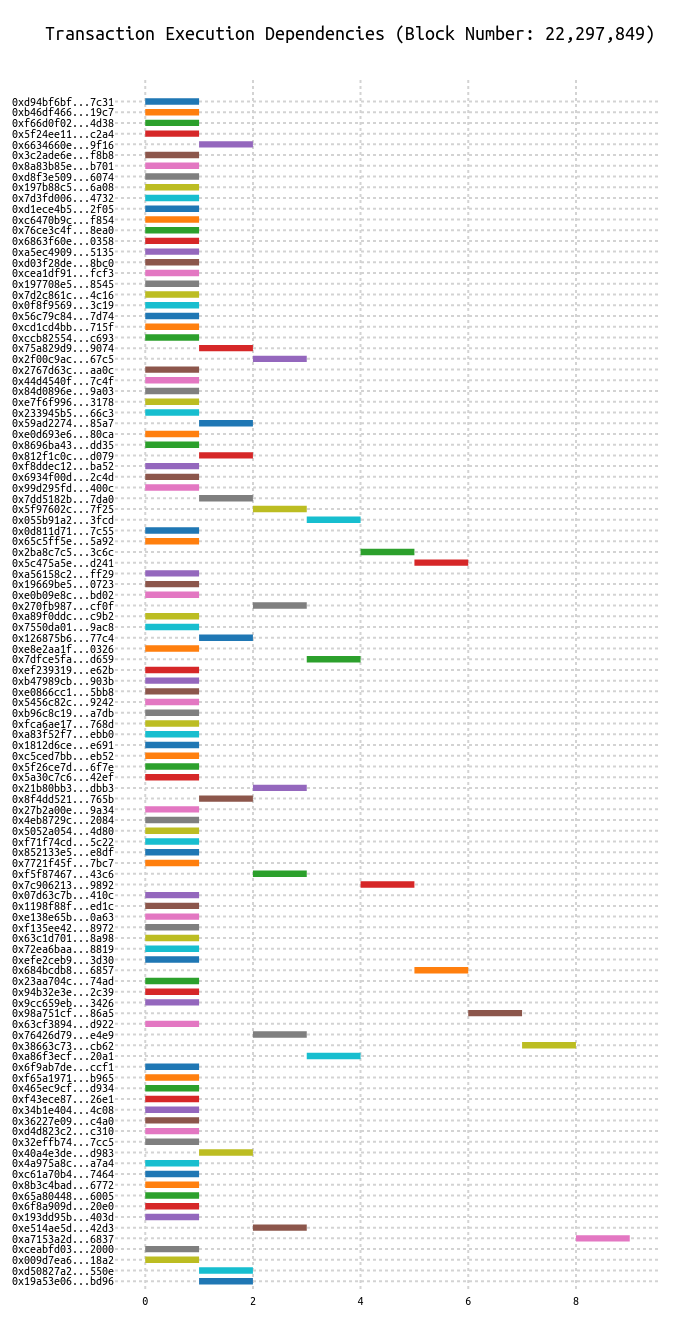 Transaction Execution Dependencies (Block Number: 22,297,849)
0xd94bf6bf...7c31
0xb46df466...19c7
0xf66d0f02...4d38
0x5f24ee11...c2a4
0x6634660e...9f16
0x3c2ade6e...f8b8
0x8a83b85e...b701
0xd8f3e509...6074
0x197b88c5...6a08
0x7d3fd006...4732
0xd1ece4b5...2f05
0xc6470b9c...f854
0x76ce3c4f...8ea0
0x6863f60e...0358
0xa5ec4909...5135
0xd03f28de...8bc0
0xcea1df91...fcf3
0x197708e5...8545
0x7d2c861c...4c16
0x0f8f9569...3c19
0x56c79c84...7d74
0xcd1cd4bb...715f
0xccb82554...c693
0x75a829d9...9074
0x2f00c9ac...67c5
0x2767d63c...aa0c
0x44d4540f...7c4f
0x84d0896e...9a03
0xe7f6f996...3178
0x233945b5...66c3
0x59ad2274...85a7
0xe0d693e6...80ca
0x8696ba43...dd35
0x812f1c0c...d079
0xf8ddec12...ba52
0x6934f00d...2c4d
0x99d295fd...400c
0x7dd5182b...7da0
0x5f97602c...7f25
0x055b91a2...3fcd
0x0d811d71...7c55
0x65c5ff5e...5a92
0x2ba8c7c5...3c6c
0x5c475a5e...d241
0xa56158c2...ff29
0x19669be5...0723
0xe0b09e8c...bd02
0x270fb987...cf0f
0xa89f0ddc...c9b2
0x7550da01...9ac8
0x126875b6...77c4
0xe8e2aa1f...0326
0x7dfce5fa...d659
0xef239319...e62b
0xb47989cb...903b
0xe0866cc1...5bb8
0x5456c82c...9242
0xb96c8c19...a7db
0xfca6ae17...768d
0xa83f52f7...ebb0
0x1812d6ce...e691
0xc5ced7bb...eb52
0x5f26ce7d...6f7e
0x5a30c7c6...42ef
0x21b80bb3...dbb3
0x8f4dd521...765b
0x27b2a00e...9a34
0x4eb8729c...2084
0x5052a054...4d80
0xf71f74cd...5c22
0x852133e5...e8df
0x7721f45f...7bc7
0xf5f87467...43c6
0x7c906213...9892
0x07d63c7b...410c
0x1198f88f...ed1c
0xe138e65b...0a63
0xf135ee42...8972
0x63c1d701...8a98
0x72ea6baa...8819
0xefe2ceb9...3d30
0x684bcdb8...6857
0x23aa704c...74ad
0x94b32e3e...2c39
0x9cc659eb...3426
0x98a751cf...86a5
0x63cf3894...d922
0x76426d79...e4e9
0x38663c73...cb62
0xa86f3ecf...20a1
0x6f9ab7de...ccf1
0xf65a1971...b965
0x465ec9cf...d934
0xf43ece87...26e1
0x34b1e404...4c08
0x36227e09...c4a0
0xd4d823c2...c310
0x32effb74...7cc5
0x40a4e3de...d983
0x4a975a8c...a7a4
0xc61a70b4...7464
0x8b3c4bad...6772
0x65a80448...6005
0x6f8a909d...20e0
0x193dd95b...403d
0xe514ae5d...42d3
0xa7153a2d...6837
0xceabfd03...2000
0x009d7ea6...18a2
0xd50827a2...550e
0x19a53e06...bd96
0 2 4 6 8